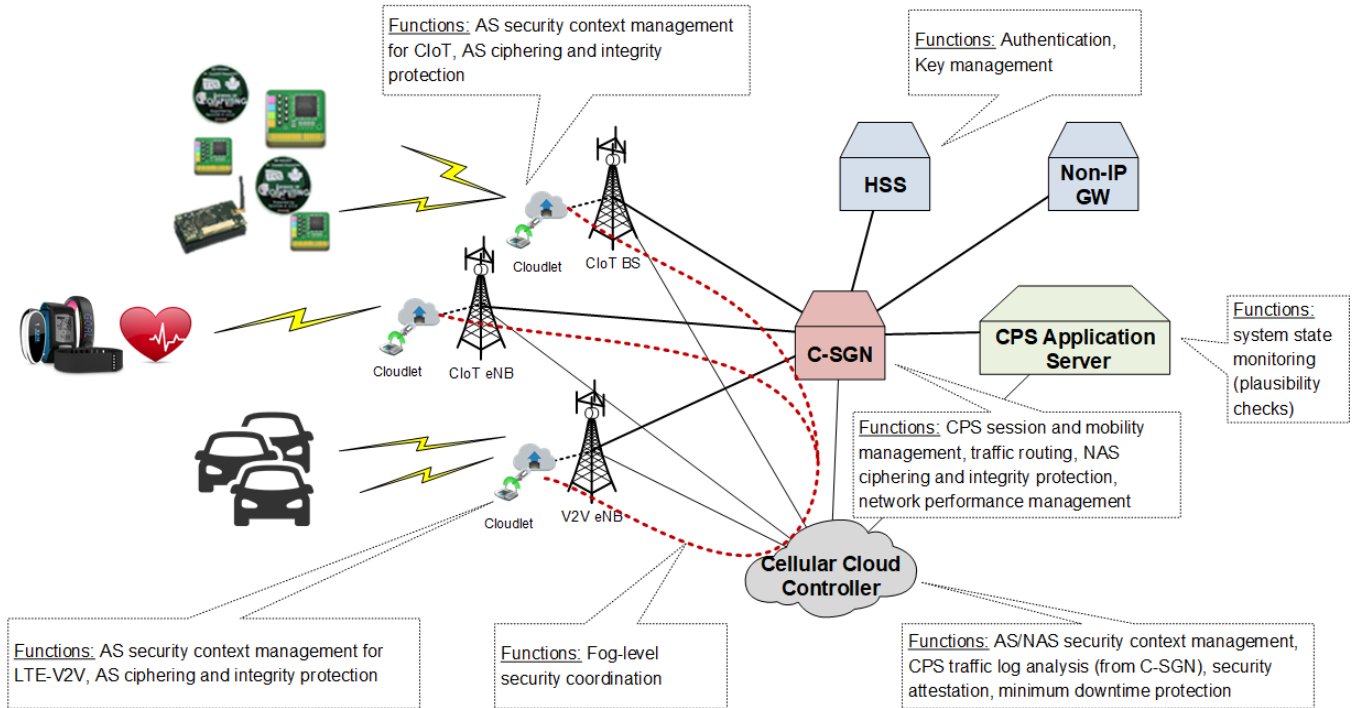 Functions: AS security context management
for CIoT, AS ciphering and integrity
protection
Functions: Authentication,
Key management
HSS
Non-IP
GW
Cloudlet
CIoT BS
Cloudlet
CIoT eNB
C-SGN
CPS Application
Server
Functions:
system state
monitoring
(plausibility
checks)
Functions: CPS session and mobility
management, traffic routing, NAS
ciphering and integrity protection,
network performance management
Cloudlet
V2V eNB
Cellular Cloud
Controller
Functions: AS security context management for
LTE-V2V, AS ciphering and integrity protection
Functions: Fog-level
security coordination
Functions: AS/NAS security context management,
CPS traffic log analysis (from C-SGN), security
attestation, minimum downtime protection